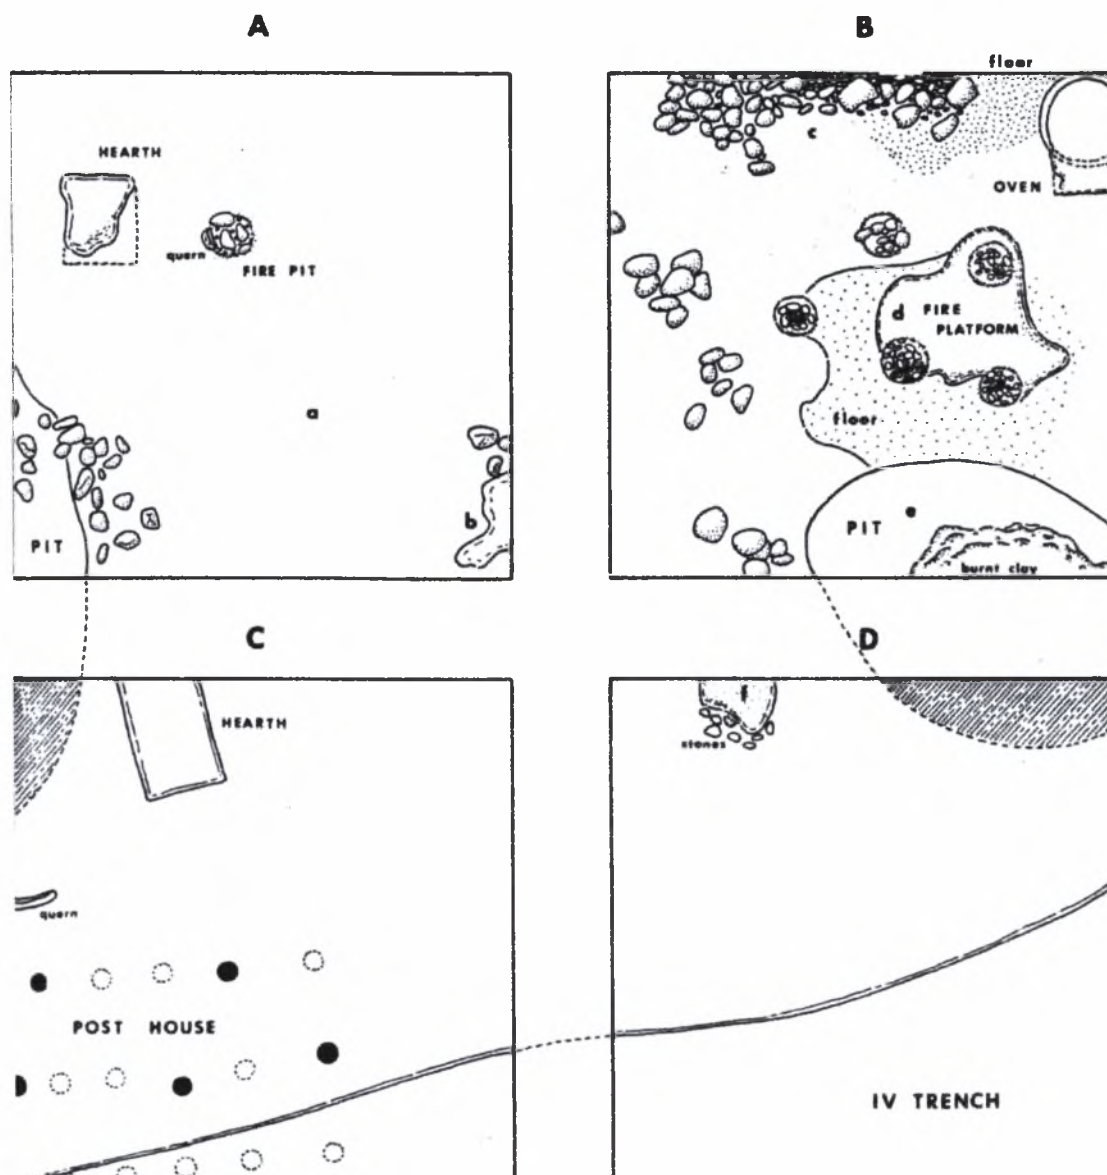 A
HEARTH
quern
FIRE PIT
a
b
PIT
B
floor
c
OVEN
d FIRE
PLATFORM
floor
e
PIT
burnt clay
C
HEARTH
quern
POST HOUSE
D
f
stones
IV TRENCH